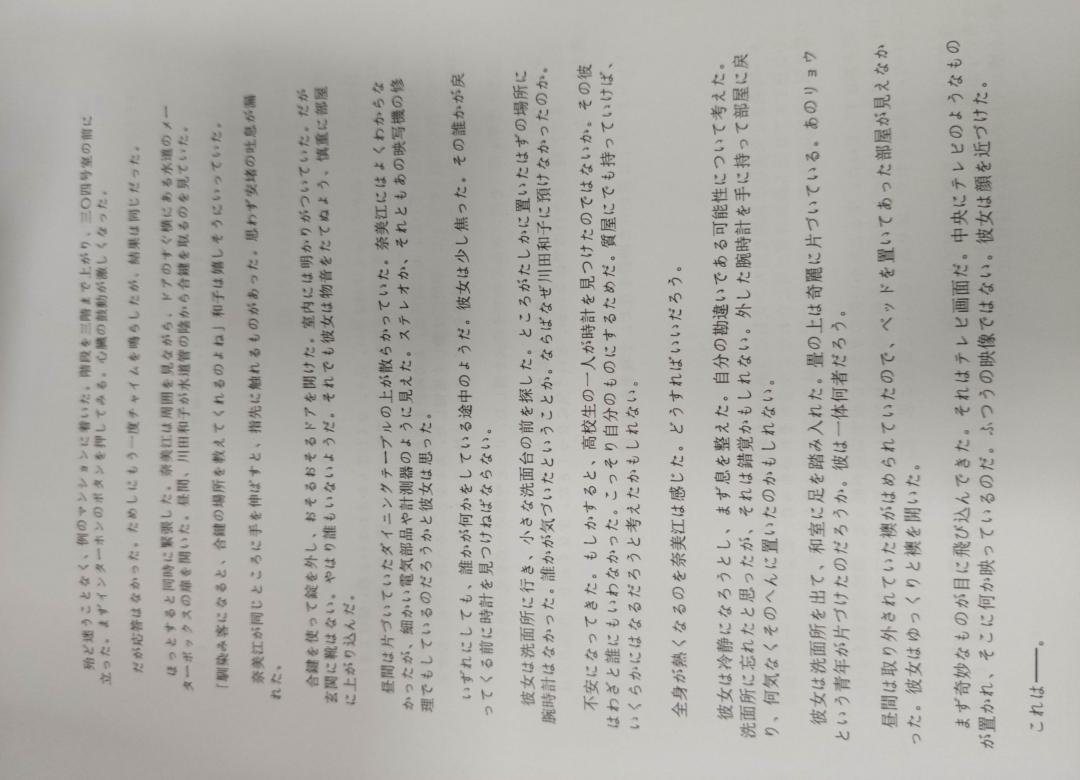 殆ど迷うことなく、例のマンションに着いた。階段を三階まで上がり、三〇四号室の前に
立った。まずインターホンのボタンを押してみる。心臓の鼓動が激しくなった。
だが応答はなかった。ためしにもう一度チャイムを鳴らしたが、結果は同じだった。
ほっとすると同時に緊張した。奈美江は周囲を見ながら、ドアのすぐ横にある水道のメー
ターボックスの扉を開いた。昼間、川田和子が水道管の陰から合鍵を取るのを見ていた。
「馴染み客になると、合鍵の場所を教えてくれるのよね」和子は嬉しそうにいっていた。
奈美江が同じところに手を伸ばすと、指先に触れるものがあった。思わず安堵の吐息が漏
れた。
合鍵を使って錠を外し、おそるおそるドアを開けた。室内には明かりがついていた。だが
玄関に靴はない。やはり誰もいないようだ。それでも彼女は物音をたてぬよう、慎重に部屋
に上がり込んだ。
昼間は片づいていたダイニングテーブルの上が散らかっていた。奈美江にはよくわからな
かったが、細かい電気部品や計測器のように見えた。ステレオか、それともあの映写機の修
理でもしているのだろうかと彼女は思った。
いずれにしても、誰かが何かをしている途中のようだ。彼女は少し焦った。その誰かが戻
ってくる前に時計を見つけねばならない。
彼女は洗面所に行き、小さな洗面台の前を探した。ところがたしかに置いたはずの場所に
腕時計はなかった。誰かが気づいたということか。ならばなぜ川田和子に預けなかったのか。
不安になってきた。もしかすると、高校生の一人が時計を見つけたのではないか。その彼
はわざと誰にもいわなかった。こっそり自分のものにするためだ。質屋にでも持っていけば、
いくらかにはなるだろうと考えたかもしれない。
全身が熱くなるのを奈美江は感じた。どうすればいいだろう。
彼女は冷静になろうとし、まず息を整えた。自分の勘違いである可能性について考えた。
洗面所に忘れたと思ったが、それは錯覚かもしれない。外した腕時計を手に持って部屋に戻
り、何気なくそのへんに置いたのかもしれない。
彼女は洗面所を出て、和室に足を踏み入れた。畳の上は奇麗に片づいている。あのリョウ
という青年が片づけたのだろうか。彼は一体何者だろう。
昼間は取り外されていた襖がはめられていたので、ベッドを置いてあった部屋が見えなか
った。彼女はゆっくりと襖を開いた。
まず奇妙なものが目に飛び込んできた。それはテレビ画面だ。中央にテレビのようなもの
が置かれ、そこに何か映っているのだ。ふつうの映像ではない。彼女は顔を近づけた。
これは――。